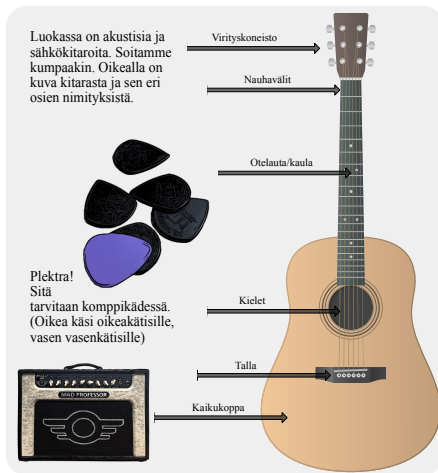 Luokassa on akustisia ja
sähkökitaroita. Soitamme
kumpaakin. Oikealla on
kuva kitarasta ja sen eri
osien nimityksistä.
Virityskoneisto
Nauhavälit
Otelauta/kaula
Plektra!
Sitä
tarvitaan komppikädessä.
(Oikea käsi oikeakätisille,
vasen vasenkätisille)
Kielet
Talla
Kaikukoppa
MAD PROFESSOR